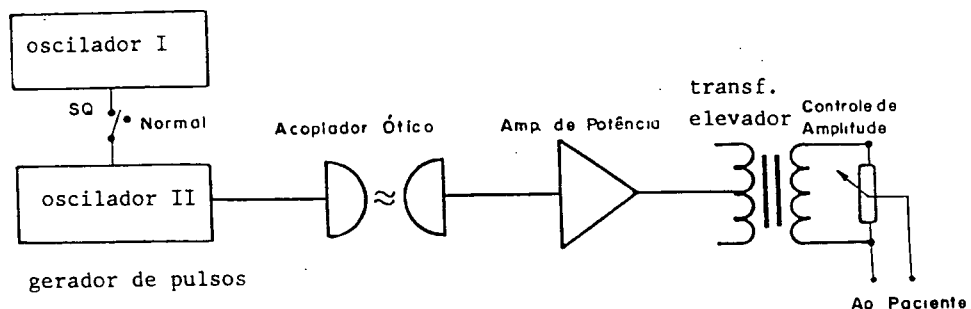 oscilador I
SQ
Normal
oscilador II
gerador de pulsos
Acoplador Ótico
Amp. de Potência
transf.
elevador
Controle de
Amplitude
Ao Paciente